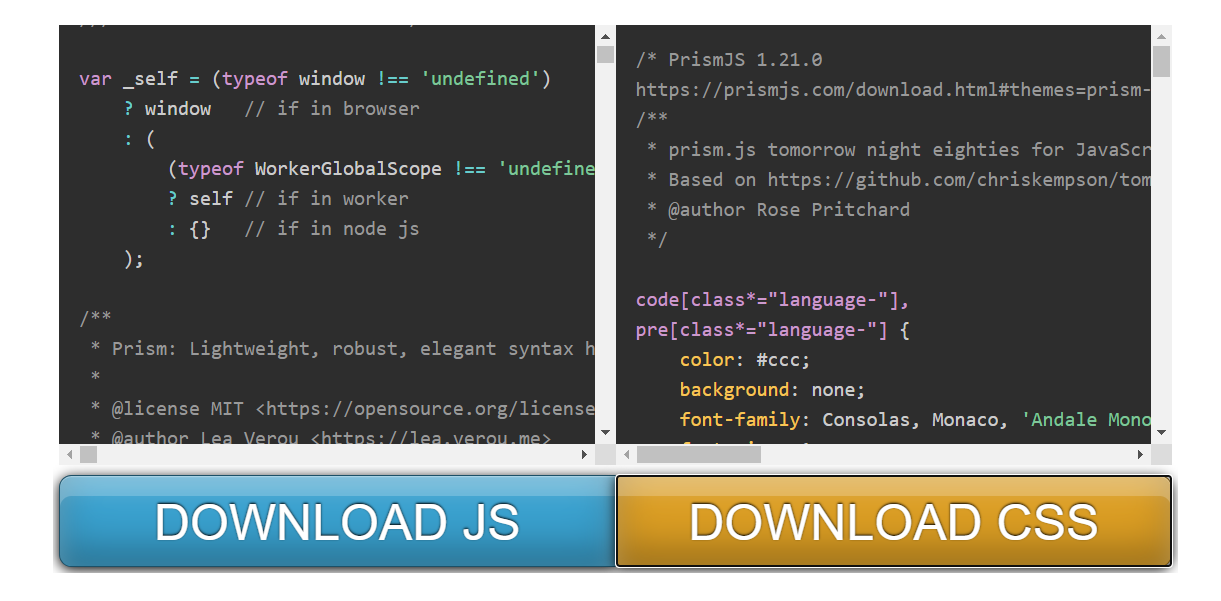 var _self = (typeof window !== 'undefined')
    ? window   // if in browser
    : (
        (typeof WorkerGlobalScope !== 'undefine
        ? self // if in worker
        : {}   // if in node js
    );
/**
 * Prism: Lightweight, robust, elegant syntax h
 *
 * @license MIT <https://opensource.org/license
 * @author Lea Verou <https://lea.verou.me>
/* PrismJS 1.21.0
https://prismjs.com/download.html#themes=prism-
/**
 * prism.js tomorrow night eighties for JavaScr
 * Based on https://github.com/chriskempson/tom
 * @author Rose Pritchard
 */
code[class*="language-"],
pre[class*="language-"] {
    color: #ccc;
    background: none;
    font-family: Consolas, Monaco, 'Andale Mono
DOWNLOAD JS
DOWNLOAD CSS